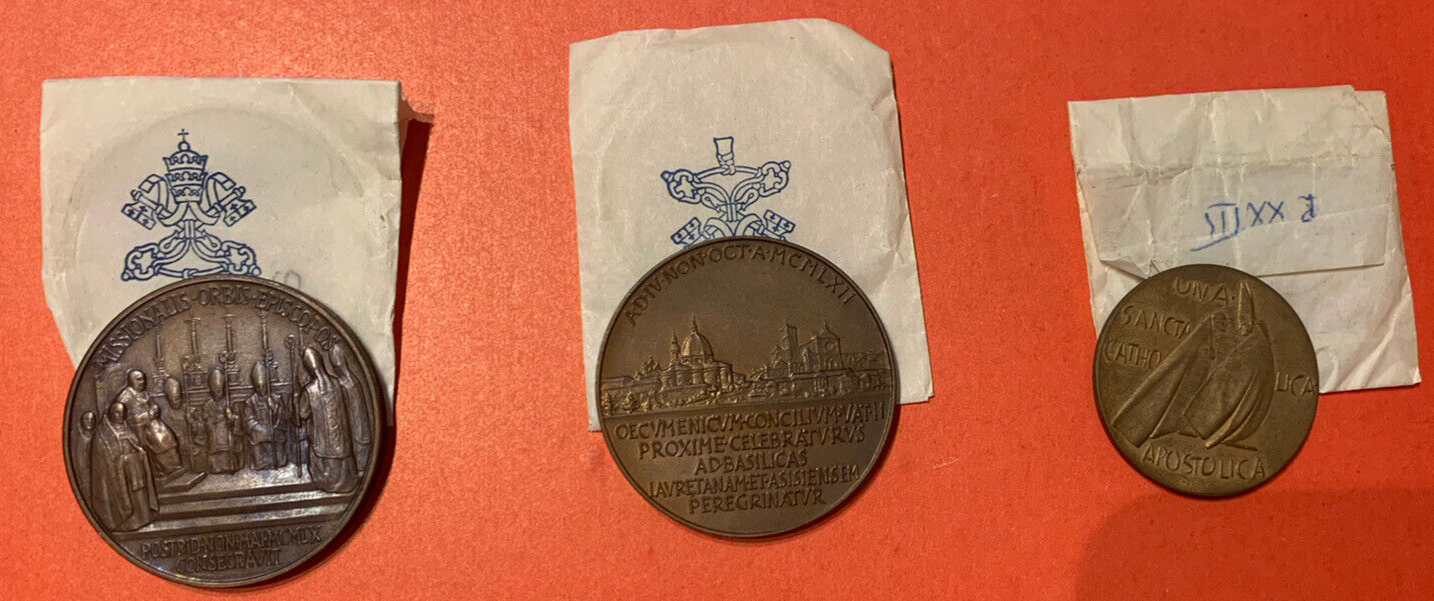 MISSIONALIS·ORBIS·EPISCOPOS
POSTRID·NON·MAI·A·MCMLX
CONSECRAVIT
A·D·IV·NON·OCT·A·MCMLXII
OECVMENICVM·CONCILIVM·VAT·II
PROXIME·CELEBRATVRVS
AD·BASILICAS
LAVRETANAM·ET·ASISIENSEM
PEREGRINATVR
UNA
SANCTA
CATHO LICA
APOSTOLICA